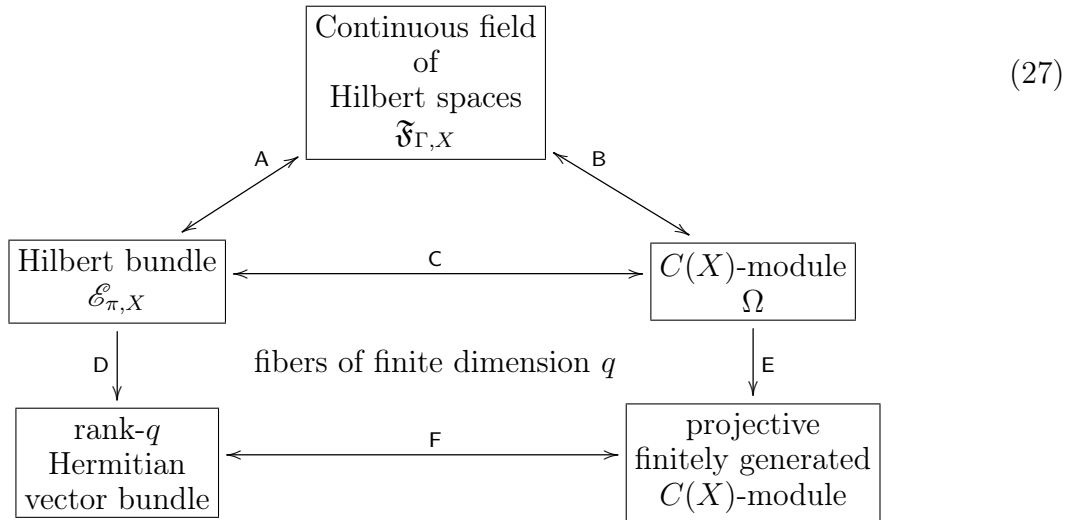 Continuous field
of
Hilbert spaces
𝕱Γ,X
(27)
A
B
Hilbert bundle
ℰπ,X
C
C(X)-module
Ω
D
fibers of finite dimension q
E
rank-q
Hermitian
vector bundle
F
projective
finitely generated
C(X)-module